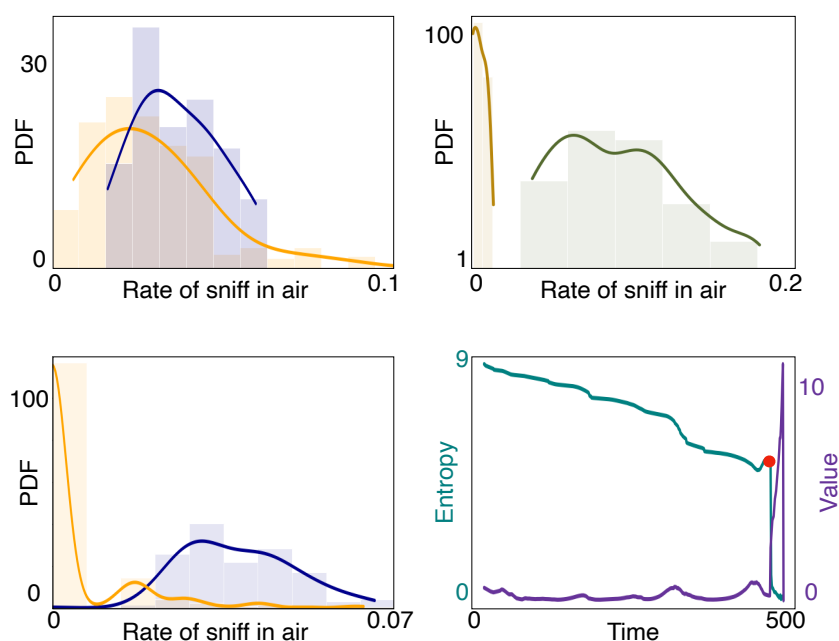 30
PDF
0
0
Rate of sniff in air
0.1
100
PDF
1
0
Rate of sniff in air
0.2
100
PDF
0
0
Rate of sniff in air
0.07
9
Entropy
0
0
Time
500
10
Value
0